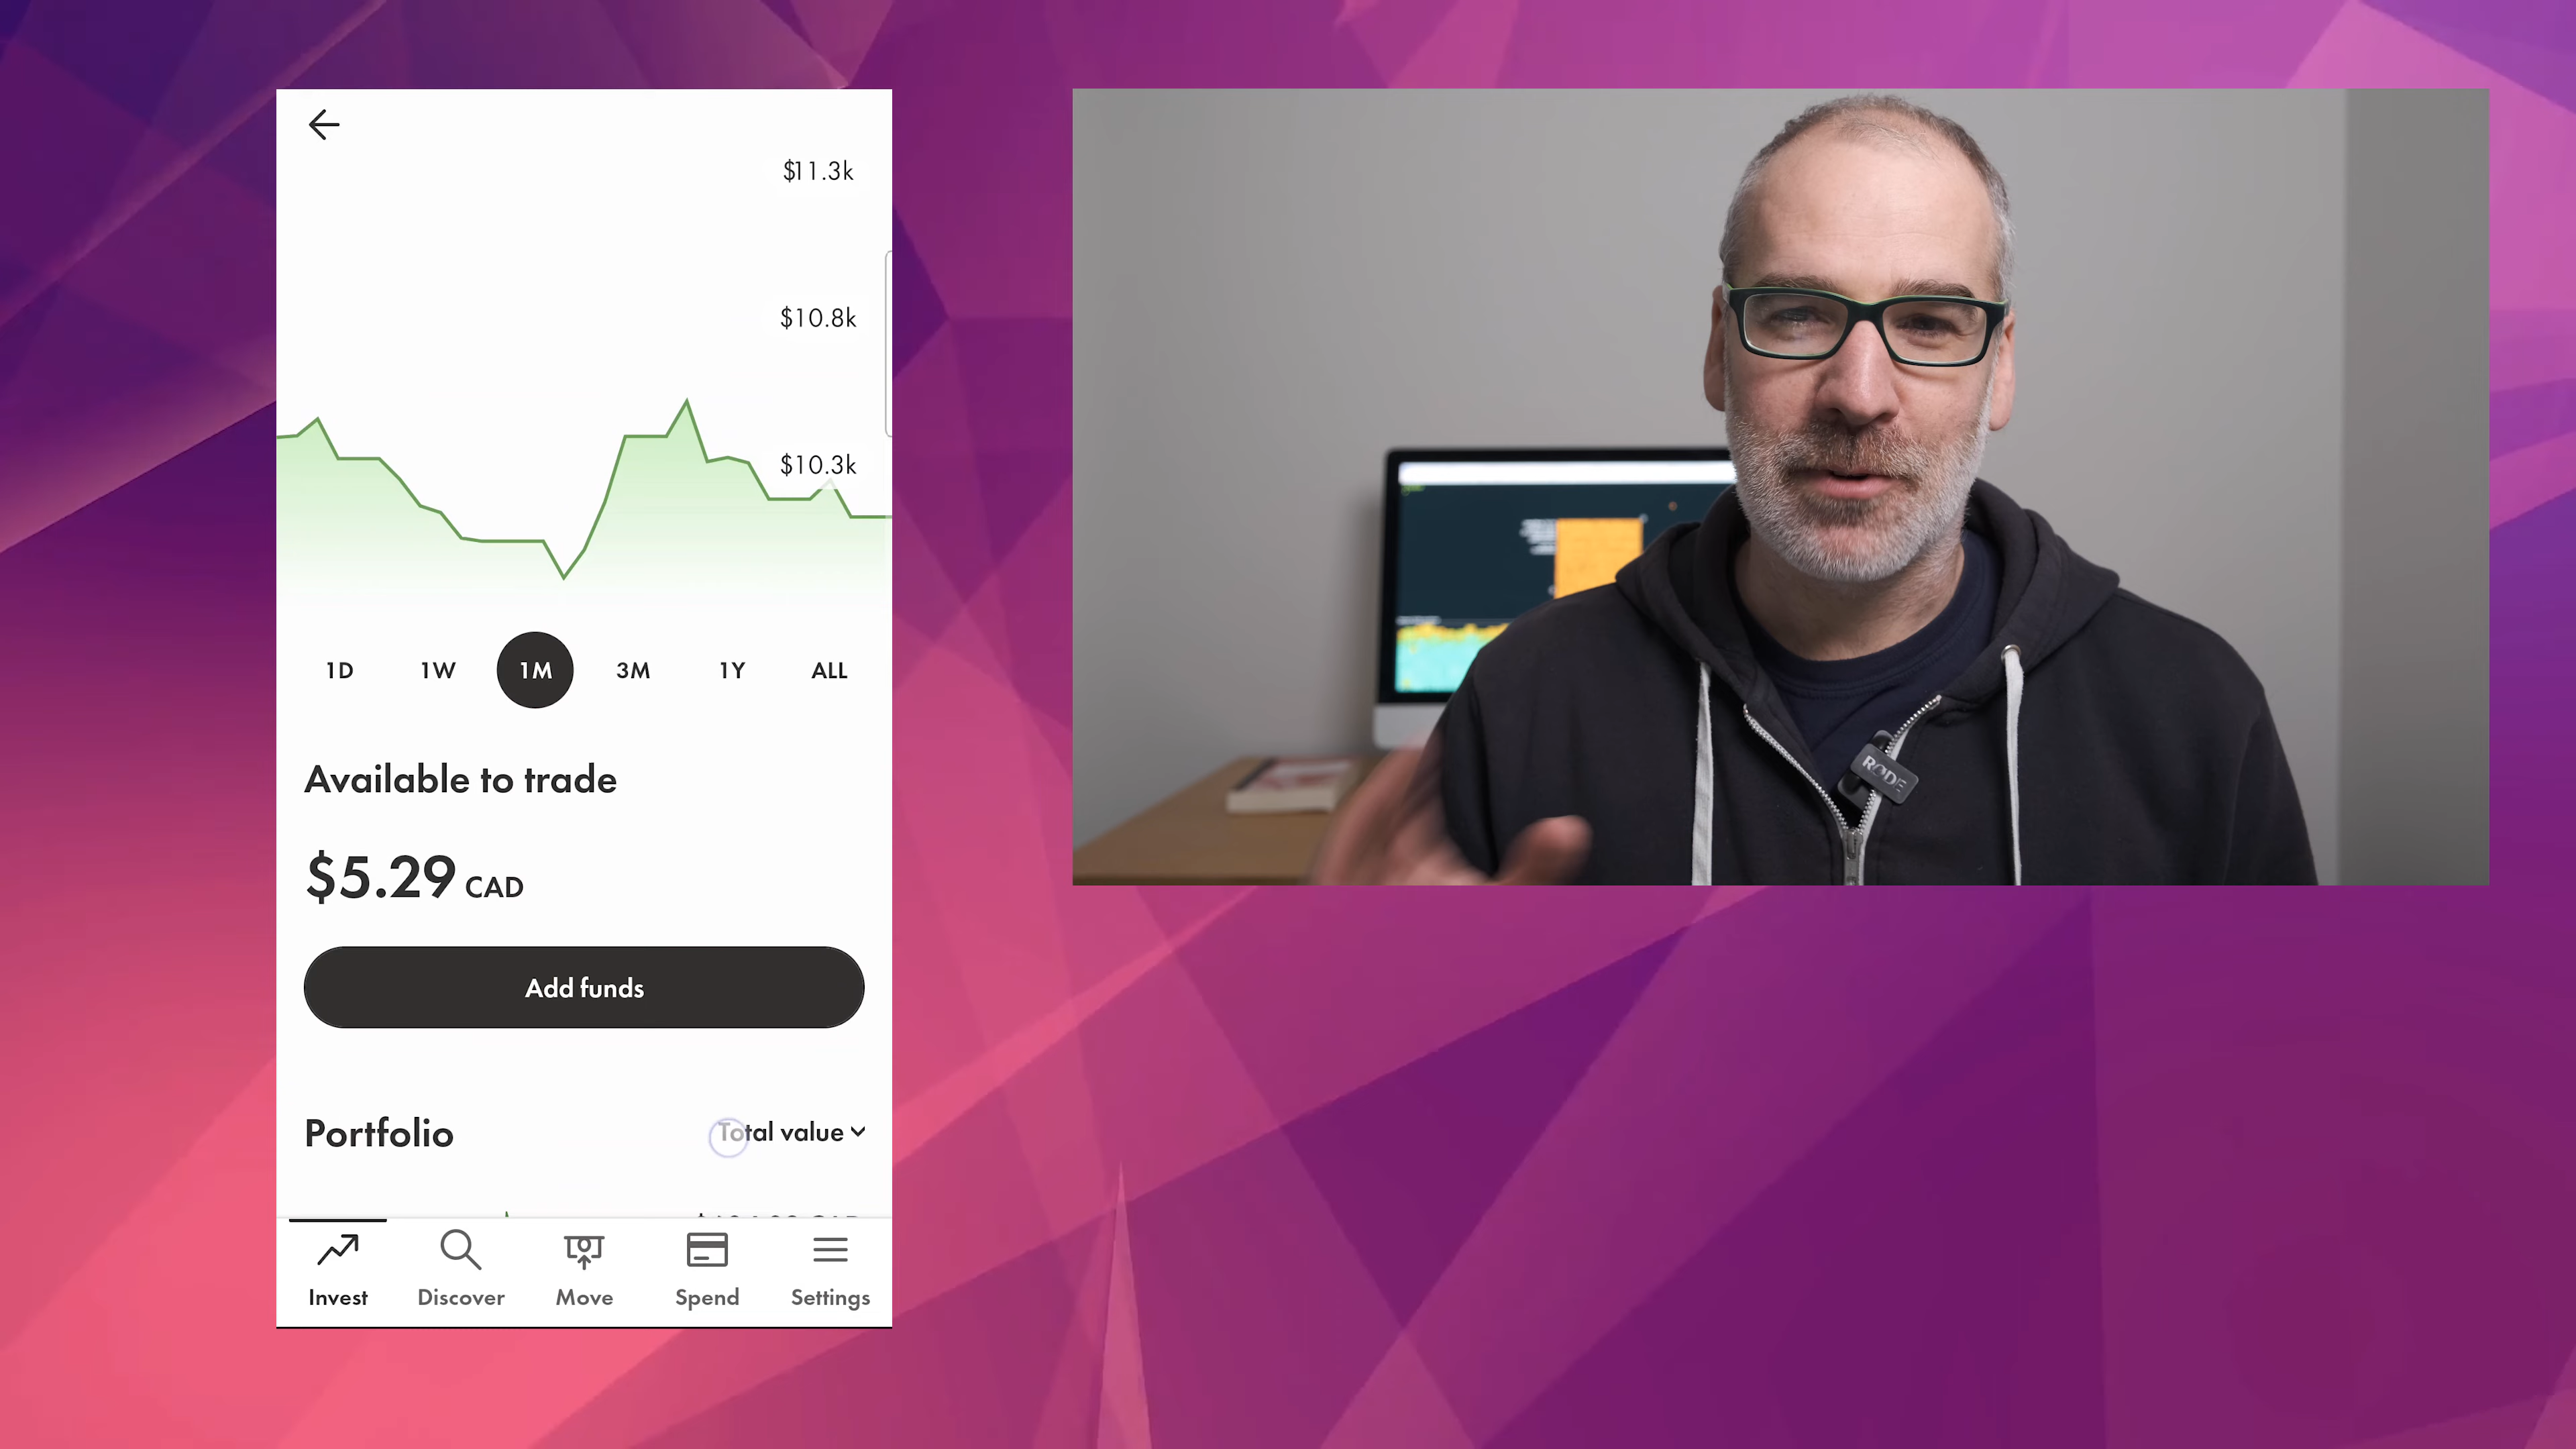 $11.3k
$10.8k
$10.3k
1D 1W 1M 3M 1Y ALL
Available to trade
$5.29 CAD
Add funds
Portfolio
Total value
Invest Discover Move Spend Settings
RØDE